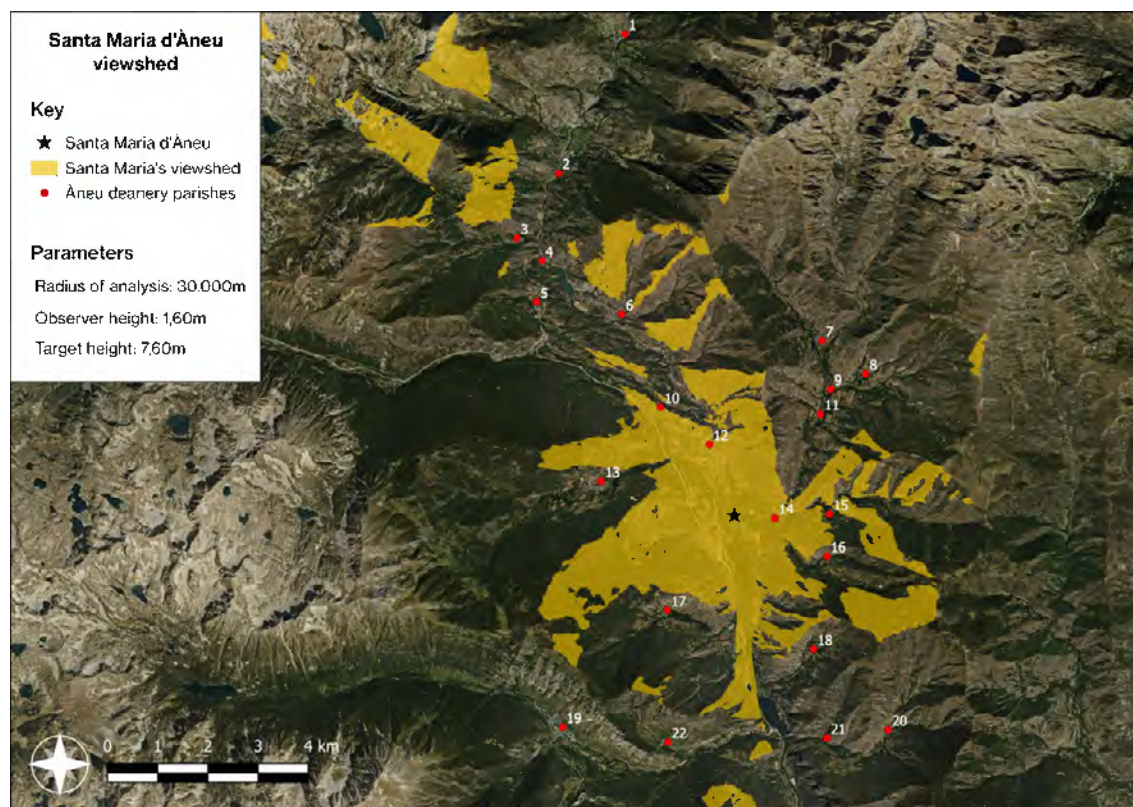 Santa Maria d'Àneu
viewshed
Key
Santa Maria d'Àneu
Santa Maria's viewshed
Àneu deanery parishes
Parameters
Radius of analysis: 30.000m
Observer height: 1,60m
Target height: 7,60m
1
2
3
4
5
6
7
8
9
10
11
12
13
14
15
16
17
18
19
20
21
22
0 1 2 3 4 km